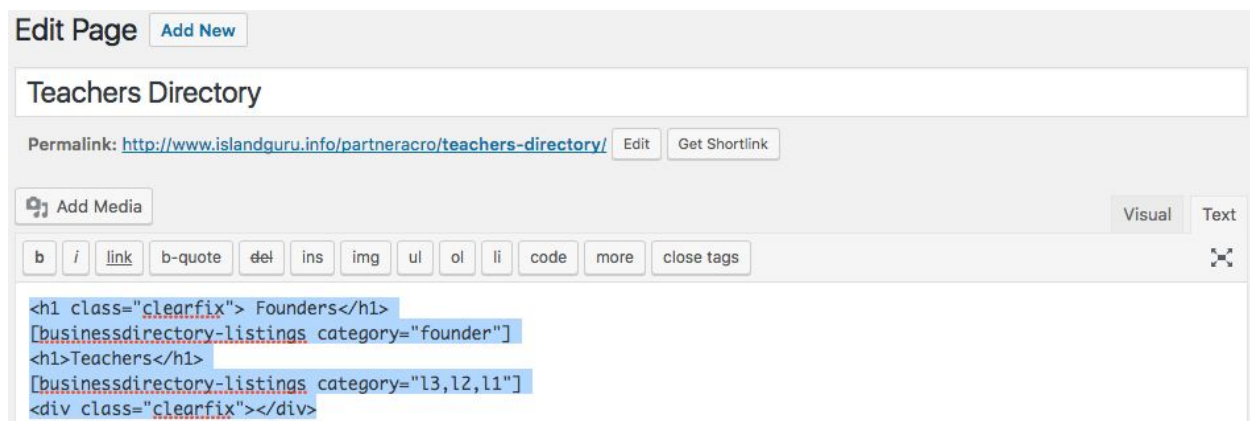 Edit Page Add New
Teachers Directory
Permalink: http://www.islandguru.info/partneracro/teachers-directory/ Edit Get Shortlink
Add Media
Visual Text
b i link b-quote del ins img ul ol li code more close tags
<h1 class="clearfix"> Founders</h1>
[businessdirectory-listings category="founder"]
<h1>Teachers</h1>
[businessdirectory-listings category="l3,l2,l1"]
<div class="clearfix"></div>